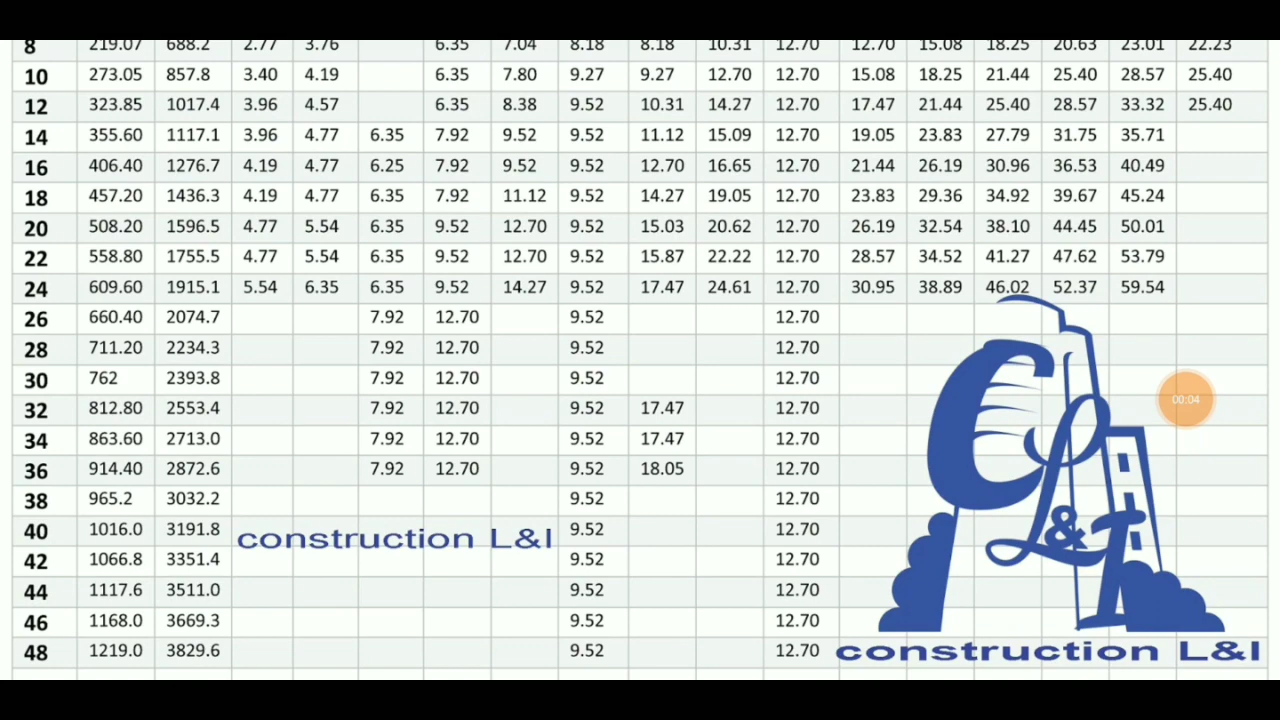 8 219.07 688.2 2.77 3.76 6.35 7.04 8.18 8.18 10.31 12.70 12.70 15.08 18.25 20.63 23.01 22.23
10 273.05 857.8 3.40 4.19 6.35 7.80 9.27 9.27 12.70 12.70 15.08 18.25 21.44 25.40 28.57 25.40
12 323.85 1017.4 3.96 4.57 6.35 8.38 9.52 10.31 14.27 12.70 17.47 21.44 25.40 28.57 33.32 25.40
14 355.60 1117.1 3.96 4.77 6.35 7.92 9.52 9.52 11.12 15.09 12.70 19.05 23.83 27.79 31.75 35.71
16 406.40 1276.7 4.19 4.77 6.25 7.92 9.52 9.52 12.70 16.65 12.70 21.44 26.19 30.96 36.53 40.49
18 457.20 1436.3 4.19 4.77 6.35 7.92 11.12 9.52 14.27 19.05 12.70 23.83 29.36 34.92 39.67 45.24
20 508.20 1596.5 4.77 5.54 6.35 9.52 12.70 9.52 15.03 20.62 12.70 26.19 32.54 38.10 44.45 50.01
22 558.80 1755.5 4.77 5.54 6.35 9.52 12.70 9.52 15.87 22.22 12.70 28.57 34.52 41.27 47.62 53.79
24 609.60 1915.1 5.54 6.35 6.35 9.52 14.27 9.52 17.47 24.61 12.70 30.95 38.89 46.02 52.37 59.54
26 660.40 2074.7 7.92 12.70 9.52 12.70
28 711.20 2234.3 7.92 12.70 9.52 12.70
30 762 2393.8 7.92 12.70 9.52 12.70
00:04
32 812.80 2553.4 7.92 12.70 9.52 17.47 12.70
34 863.60 2713.0 7.92 12.70 9.52 17.47 12.70
36 914.40 2872.6 7.92 12.70 9.52 18.05 12.70
38 965.2 3032.2 9.52 12.70
40 1016.0 3191.8 9.52 12.70
construction L&I
C L&I
42 1066.8 3351.4 9.52 12.70
44 1117.6 3511.0 9.52 12.70
46 1168.0 3669.3 9.52 12.70
48 1219.0 3829.6 9.52 12.70
construction L&I